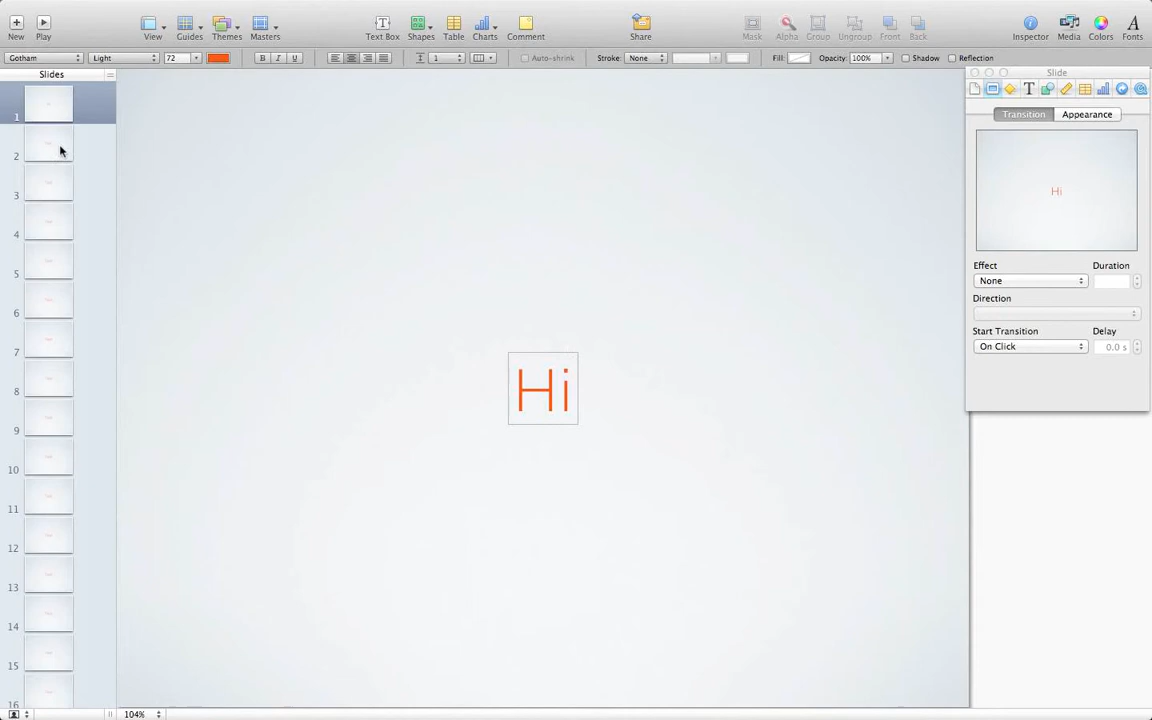 New Play View Guides Themes Masters Text Box Shapes Table Charts Comment Share Mask Alpha Group Ungroup Front Back Inspector Media Colors Fonts
Gotham Light 72 B I U 1 Auto-shrink Stroke: None Fill: Opacity: 100% Shadow Reflection
Slides
Slide
Transition Appearance
Hi
Effect Duration
None
Direction
Start Transition Delay
On Click 0.0 s
Hi
1
2
3
4
5
6
7
8
9
10
11
12
13
14
15
16
104%